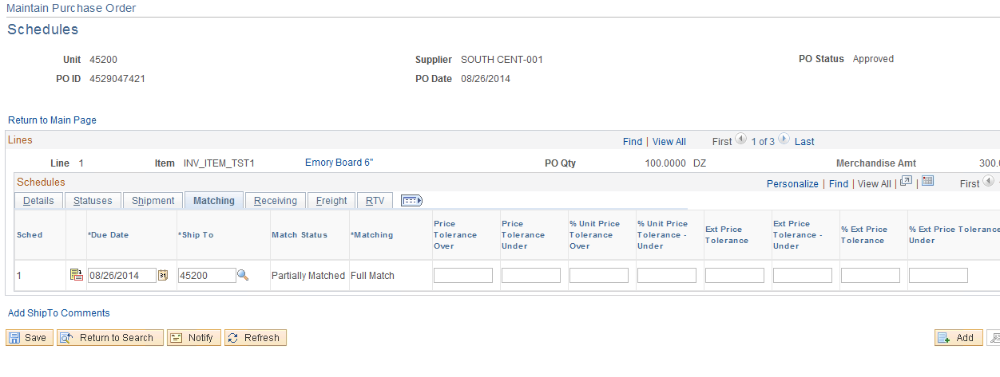 Maintain Purchase Order
Schedules
Unit 45200 Supplier SOUTH CENT-001 PO Status Approved
PO ID 4529047421 PO Date 08/26/2014
Return to Main Page
Lines Find | View All First 1 of 3 Last
Line 1 Item INV_ITEM_TST1 Emory Board 6" PO Qty 100.0000 DZ Merchandise Amt 300.
Schedules Personalize | Find | View All | | First
Details Statuses Shipment Matching Receiving Freight RTV
Sched *Due Date *Ship To Match Status *Matching Price Tolerance Over Price Tolerance Under % Unit Price Tolerance Over % Unit Price Tolerance - Under Ext Price Tolerance Ext Price Tolerance - Under % Ext Price Tolerance % Ext Price Tolerance Under
1 08/26/2014 31 45200 Partially Matched Full Match
Add ShipTo Comments
Save Return to Search Notify Refresh Add